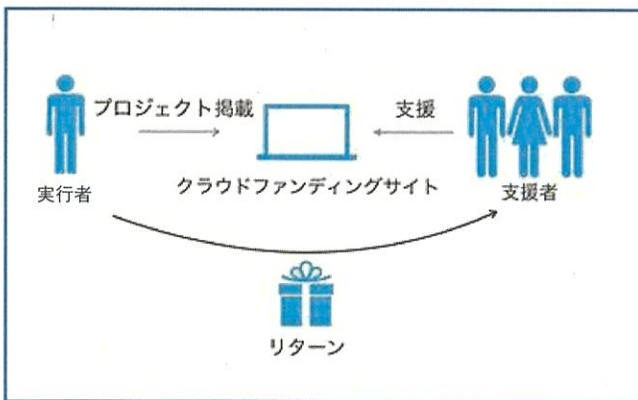 プロジェクト掲載
支援
実行者
クラウドファンディングサイト
支援者
リターン